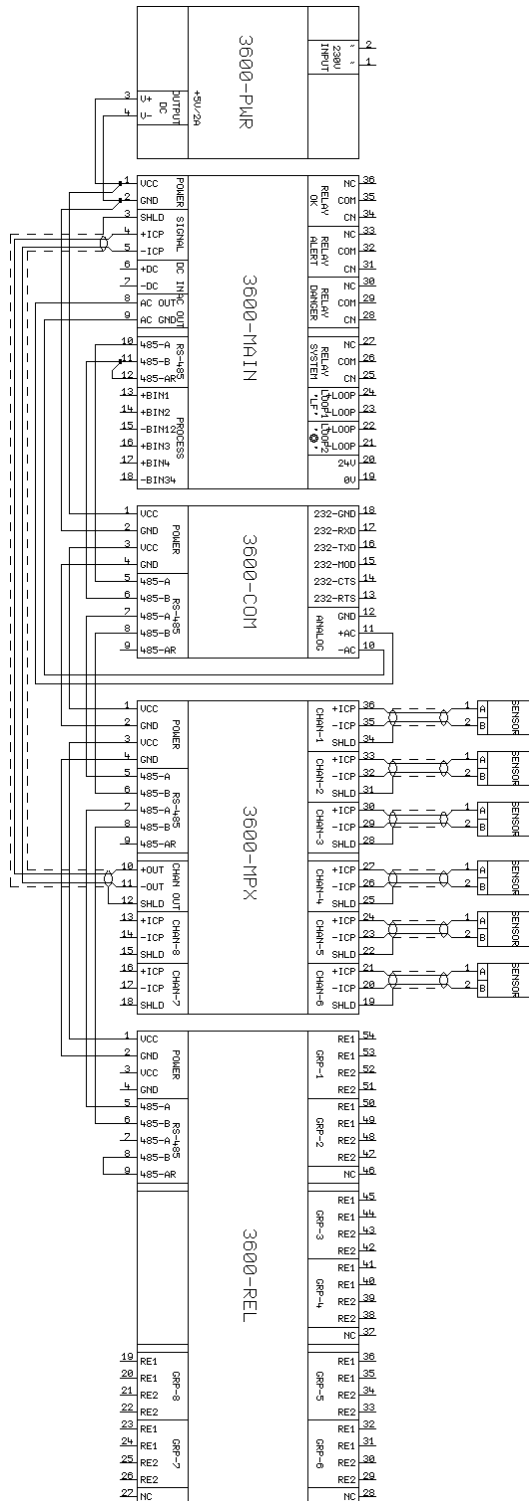 3600-PWR
230V
INPUT
~ 2
~ 1
3 V+
4 V-
OUTPUT
DC
+5V/2A
3600-MAIN
1 VCC
2 GND
POWER
3 SHLD
4 +ICP
5 -ICP
SIGNAL
6 +DC
7 -DC
DC IN
8 AC OUT
9 AC GND
AC OUT
10 485-A
11 485-B
12 485-AR
RS-485
13 +BIN1
14 +BIN2
15 -BIN12
16 +BIN3
17 +BIN4
18 -BIN34
PROCESS
NC 36
COM 35
CN 34
RELAY
OK
NC 33
COM 32
CN 31
RELAY
ALERT
NC 30
COM 29
CN 28
RELAY
DANGER
NC 27
COM 26
CN 25
RELAY
SYSTEM
+LOOP 24
-LOOP 23
LOOP1
"LF"
+LOOP 22
-LOOP 21
LOOP2
24V 20
0V 19
3600-COM
1 VCC
2 GND
3 VCC
4 GND
POWER
5 485-A
6 485-B
7 485-A
8 485-B
9 485-AR
RS-485
232-GND 18
232-RXD 17
232-TXD 16
232-MOD 15
232-CTS 14
232-RTS 13
GND 12
+AC 11
-AC 10
ANALOG
3600-MPX
1 VCC
2 GND
3 VCC
4 GND
POWER
5 485-A
6 485-B
7 485-A
8 485-B
9 485-AR
RS-485
10 +OUT
11 -OUT
12 SHLD
CHAN OUT
13 +ICP
14 -ICP
15 SHLD
CHAN-8
16 +ICP
17 -ICP
18 SHLD
CHAN-7
CHAN-1
+ICP 36
-ICP 35
SHLD 34
1 A
2 B
SENSOR
CHAN-2
+ICP 33
-ICP 32
SHLD 31
1 A
2 B
SENSOR
CHAN-3
+ICP 30
-ICP 29
SHLD 28
1 A
2 B
SENSOR
CHAN-4
+ICP 27
-ICP 26
SHLD 25
1 A
2 B
SENSOR
CHAN-5
+ICP 24
-ICP 23
SHLD 22
1 A
2 B
SENSOR
CHAN-6
+ICP 21
-ICP 20
SHLD 19
1 A
2 B
SENSOR
3600-REL
1 VCC
2 GND
3 VCC
4 GND
POWER
5 485-A
6 485-B
7 485-A
8 485-B
9 485-AR
RS-485
19 RE1
20 RE1
21 RE2
22 RE2
GRP-8
23 RE1
24 RE1
25 RE2
26 RE2
GRP-7
27 NC
GRP-1
RE1 54
RE1 53
RE2 52
RE2 51
GRP-2
RE1 50
RE1 49
RE2 48
RE2 47
NC 46
GRP-3
RE1 45
RE1 44
RE2 43
RE2 42
GRP-4
RE1 41
RE1 40
RE2 39
RE2 38
NC 37
GRP-5
RE1 36
RE1 35
RE2 34
RE2 33
GRP-6
RE1 32
RE1 31
RE2 30
RE2 29
NC 28